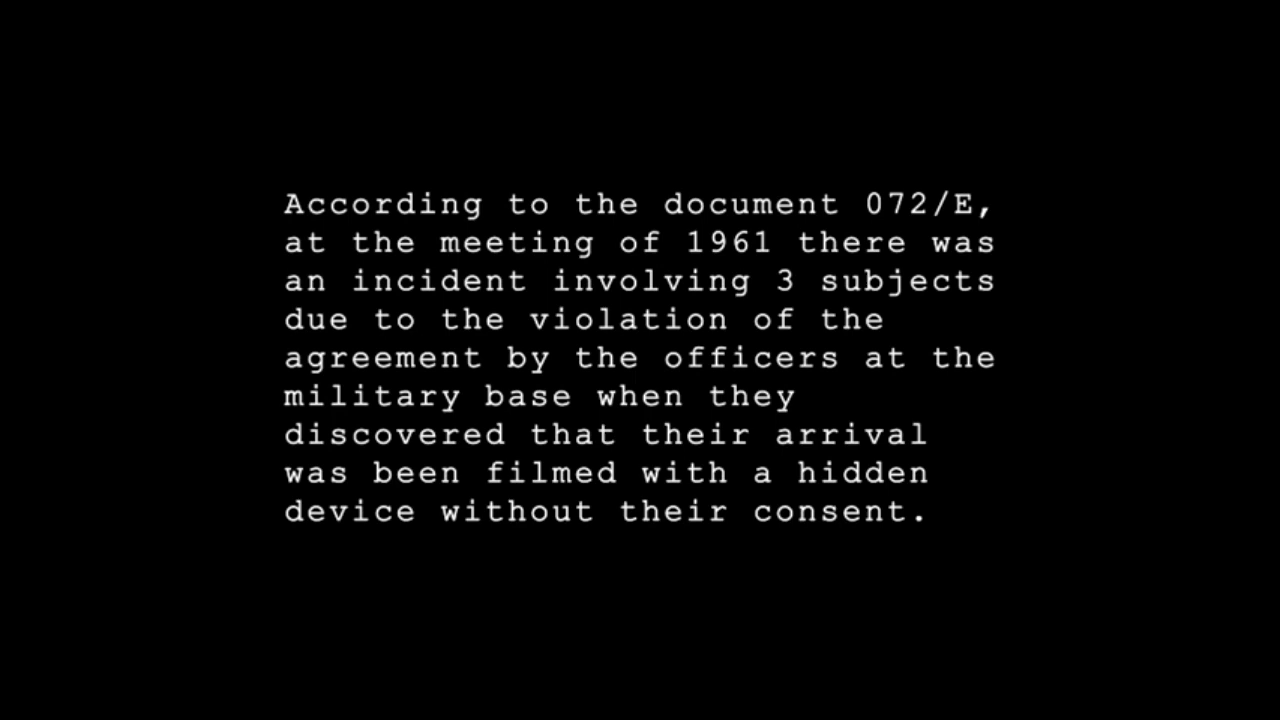 According to the document 072/E,
at the meeting of 1961 there was
an incident involving 3 subjects
due to the violation of the
agreement by the officers at the
military base when they
discovered that their arrival
was been filmed with a hidden
device without their consent.